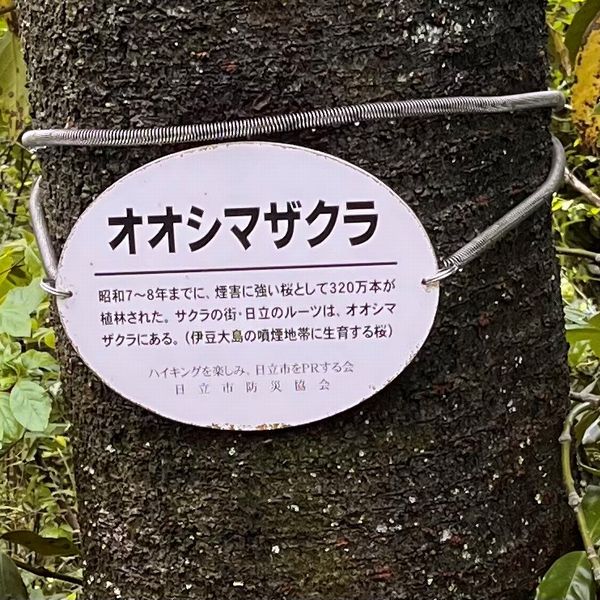 オオシマザクラ
昭和7～8年までに、煙害に強い桜として320万本が
植林された。サクラの街・日立のルーツは、オオシマ
ザクラにある。（伊豆大島の噴煙地帯に生育する桜）
ハイキングを楽しみ、日立市をPRする会
日立市防災協会